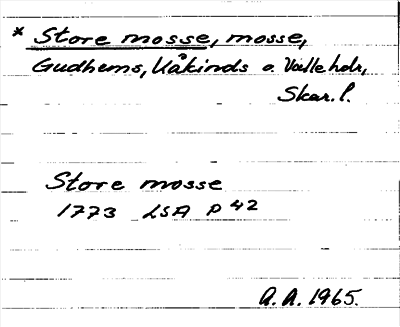 * Store mosse, mosse,
Gudhems, Kåkinds o. Valle hdr,
Skar. l.
Store mosse
1773 LSA P 42
A. A. 1965.